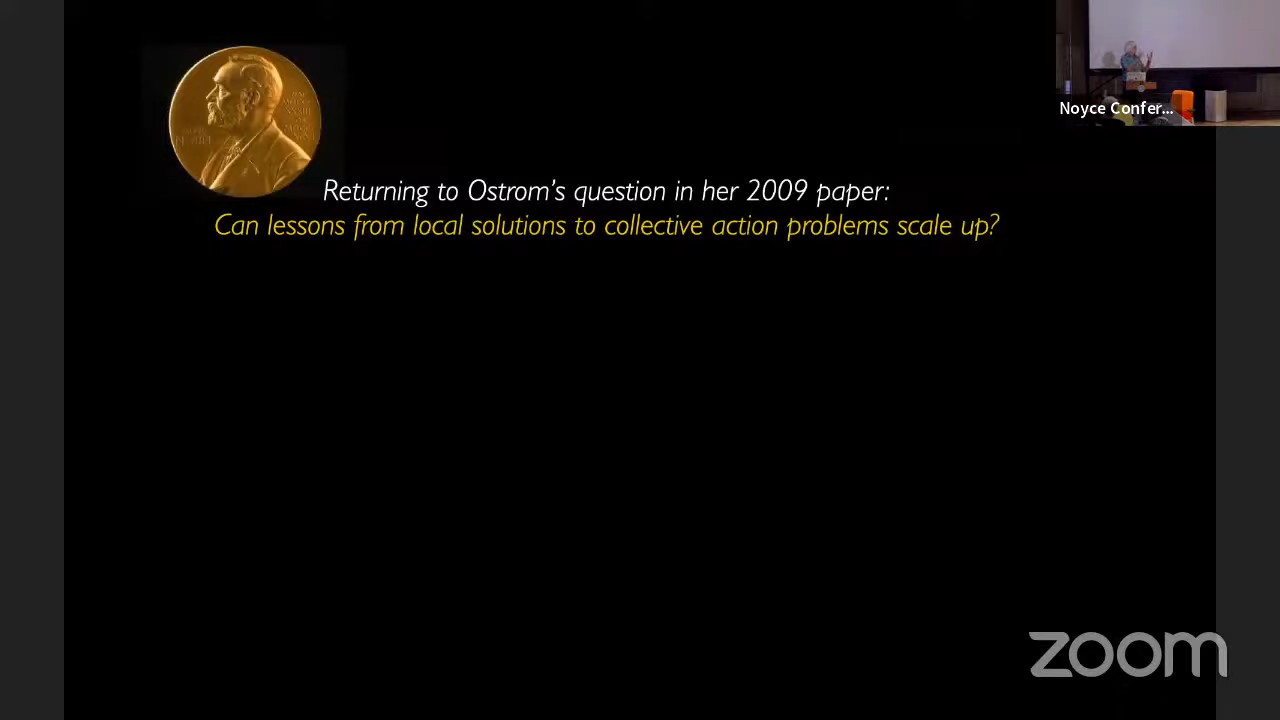 Noyce Confer...
Returning to Ostrom's question in her 2009 paper:
Can lessons from local solutions to collective action problems scale up?
zoom